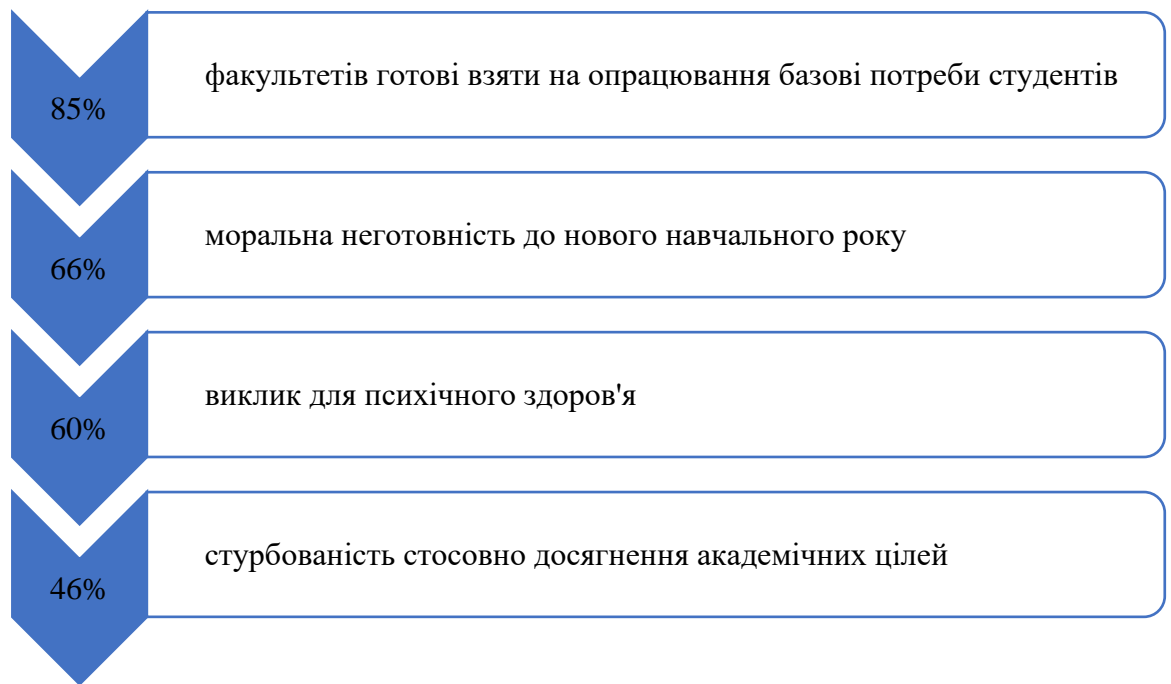 85%
факультетів готові взяти на опрацювання базові потреби студентів
66%
моральна неготовність до нового навчального року
60%
виклик для психічного здоров'я
46%
стурбованість стосовно досягнення академічних цілей